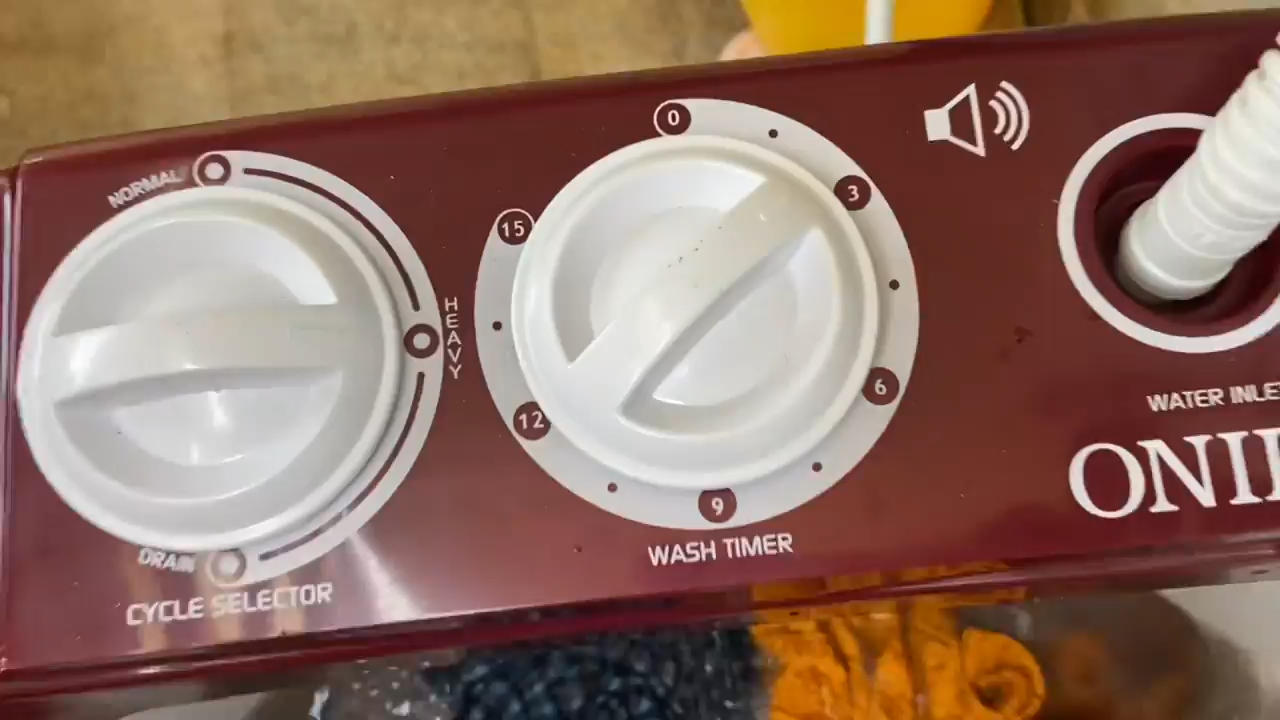 NORMAL
HEAVY
DRAIN
CYCLE SELECTOR
0
3
6
9
12
15
WASH TIMER
WATER INLE
ONI